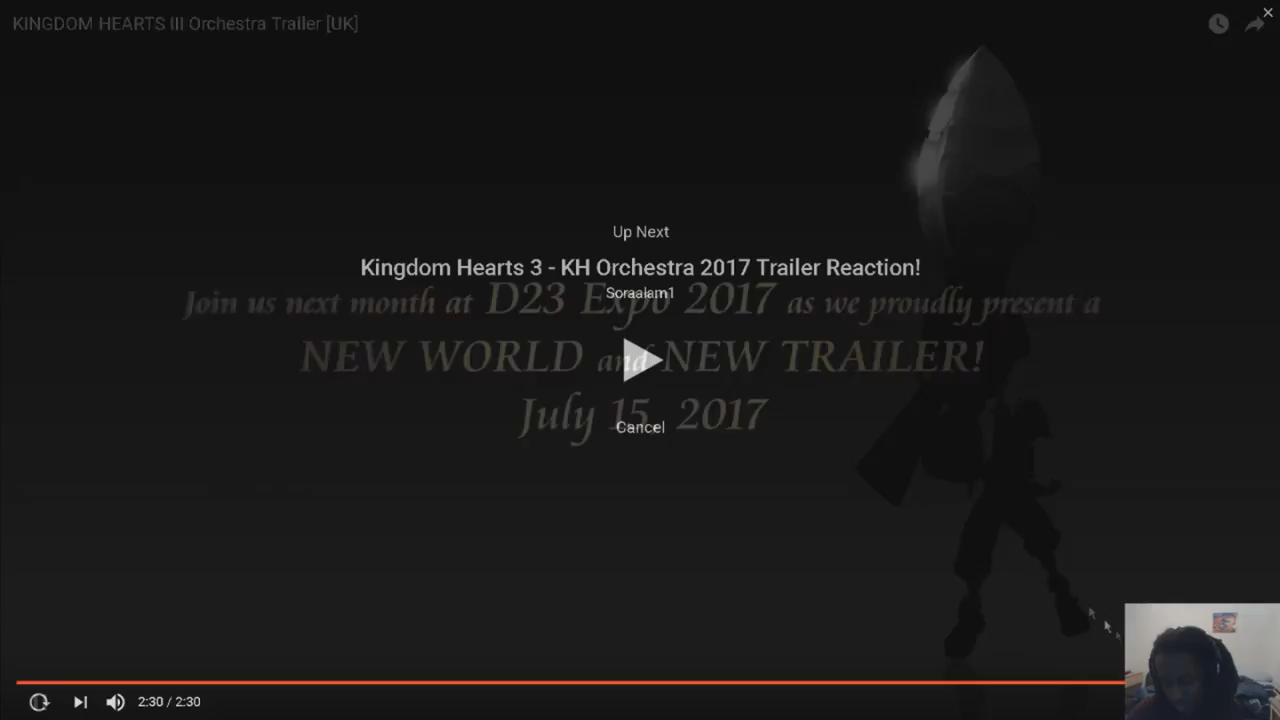 KINGDOM HEARTS III Orchestra Trailer [UK]
Up Next
Kingdom Hearts 3 - KH Orchestra 2017 Trailer Reaction!
Soraalam1
Join us next month at D23 Expo 2017 as we proudly present a
NEW WORLD and NEW TRAILER!
July 15, 2017
Cancel
2:30 / 2:30